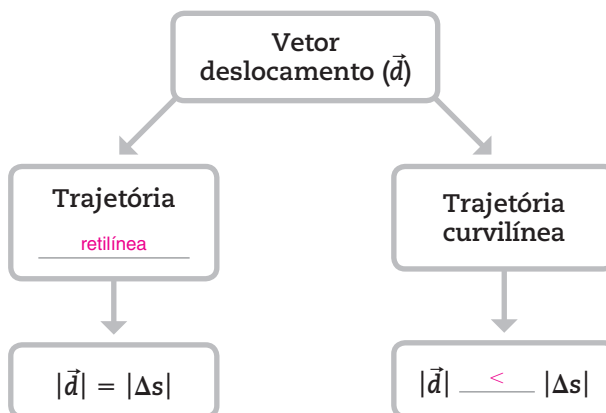 Vetor
deslocamento (d⃗)
Trajetória
retilínea
Trajetória
curvilínea
|d⃗| = |Δs|
|d⃗| < |Δs|